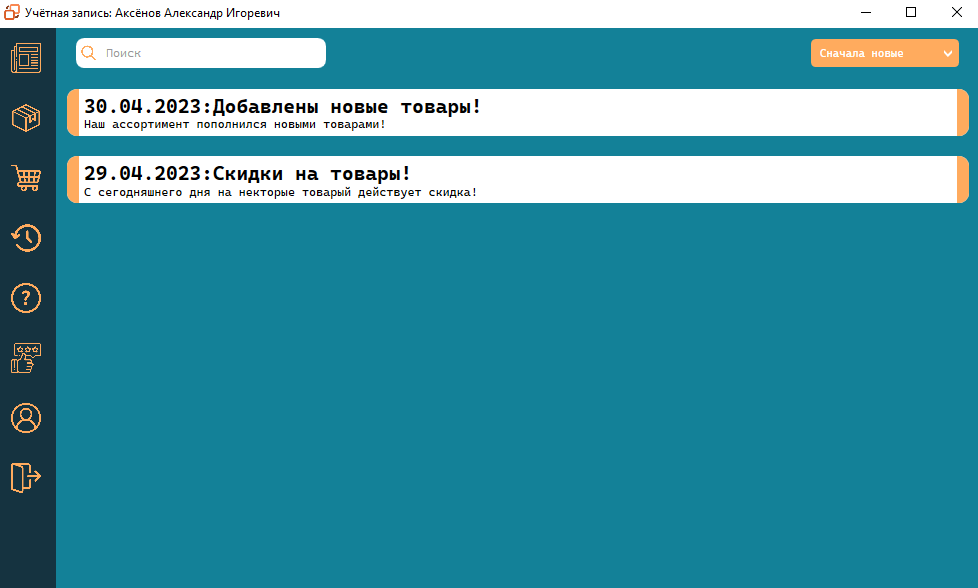 Учётная запись: Аксёнов Александр Игоревич
Поиск
Сначала новые
30.04.2023:Добавлены новые товары!
Наш ассортимент пополнился новыми товарами!
29.04.2023:Скидки на товары!
С сегодняшнего дня на некторые товарый действует скидка!